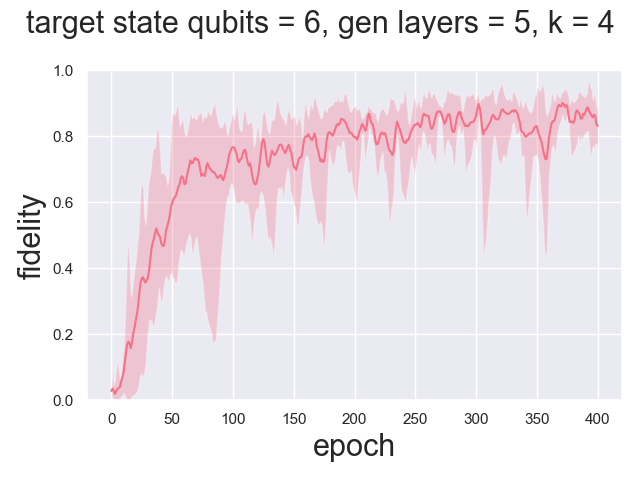 target state qubits = 6, gen layers = 5, k = 4
1.0
0.8
0.6
0.4
0.2
0.0
fidelity
0 50 100 150 200 250 300 350 400
epoch